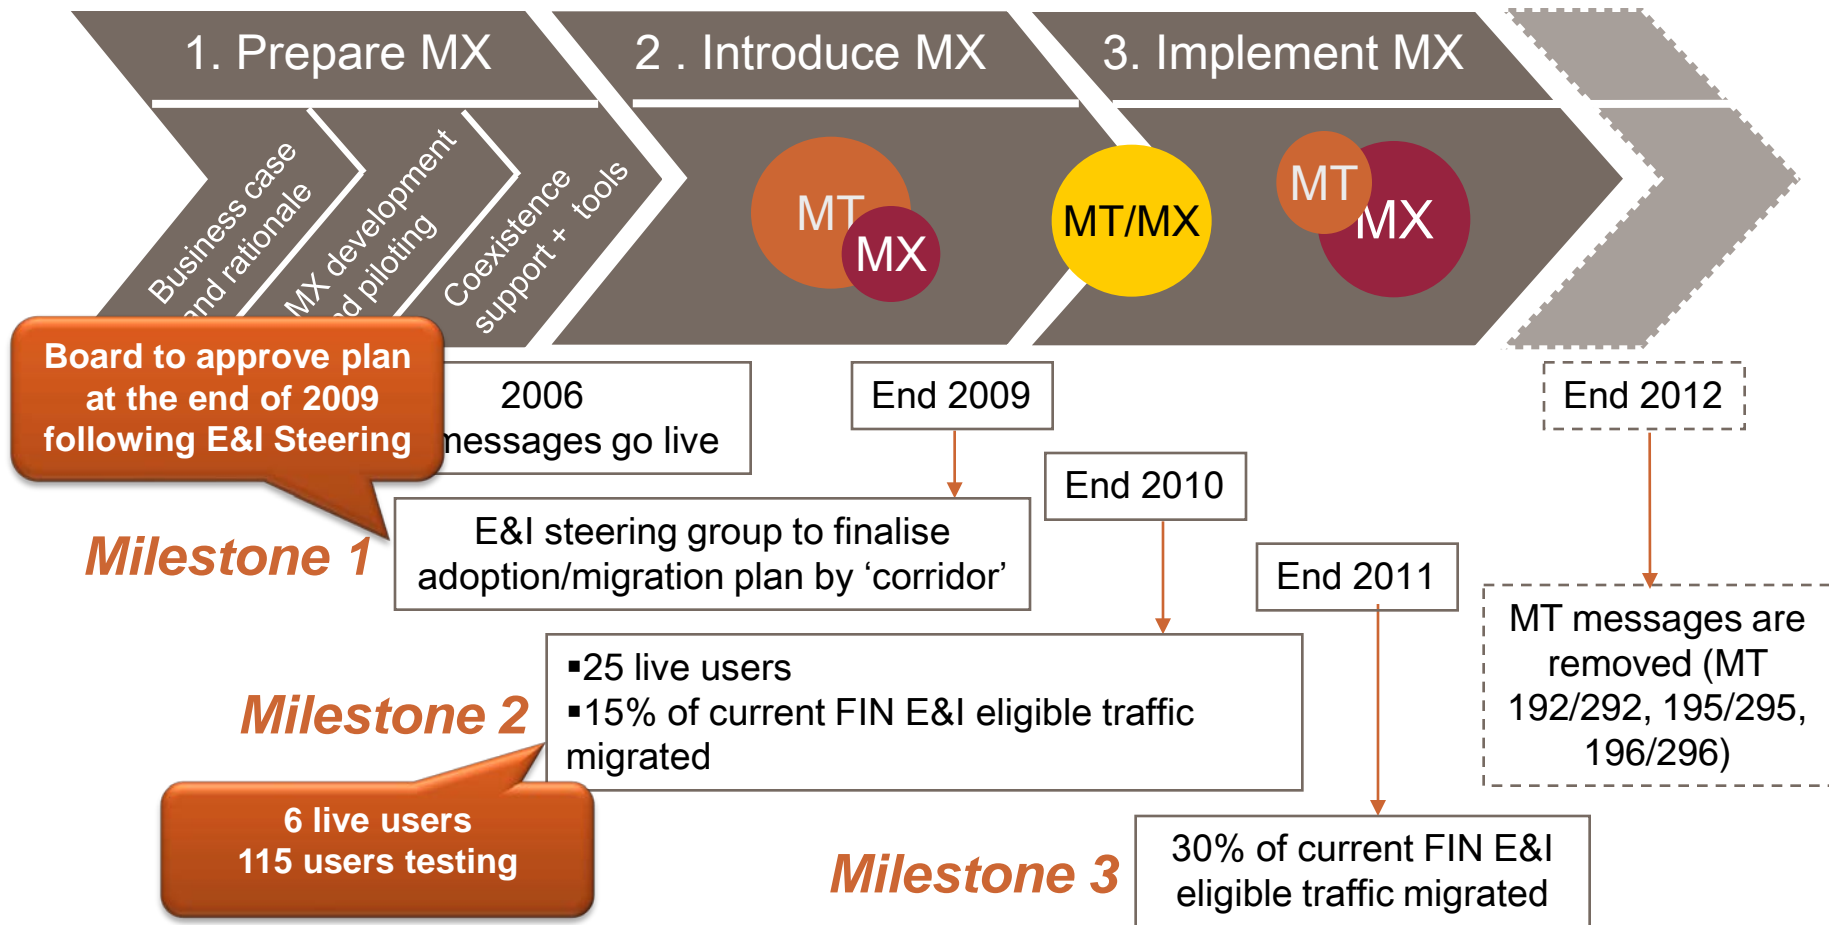 1. Prepare MX
2 . Introduce MX
3. Implement MX
Business case
and rationale
MX development
nd piloting
Coexistence
support + tools
MT
MX
MT/MX
MT
MX
Board to approve plan
at the end of 2009
following E&I Steering
2006
messages go live
End 2009
End 2012
End 2010
Milestone 1
E&I steering group to finalise
adoption/migration plan by ‘corridor’
End 2011
MT messages are
removed (MT
192/292, 195/295,
196/296)
Milestone 2
▪25 live users
▪15% of current FIN E&I eligible traffic
migrated
6 live users
115 users testing
Milestone 3
30% of current FIN E&I
eligible traffic migrated